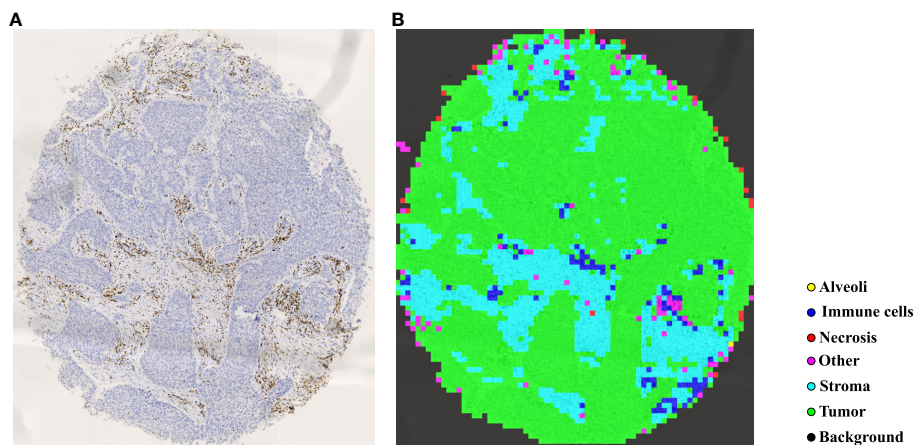 A
B
Alveoli
Immune cells
Necrosis
Other
Stroma
Tumor
Background